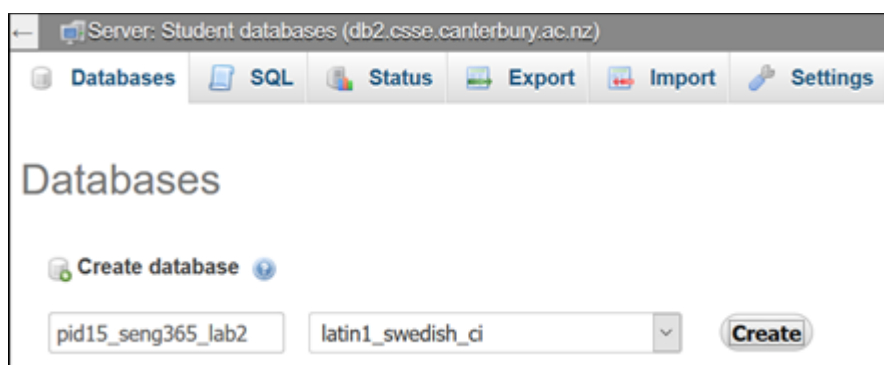 Server: Student databases (db2.csse.canterbury.ac.nz)
Databases SQL Status Export Import Settings
Databases
Create database
pid15_seng365_lab2 latin1_swedish_ci Create